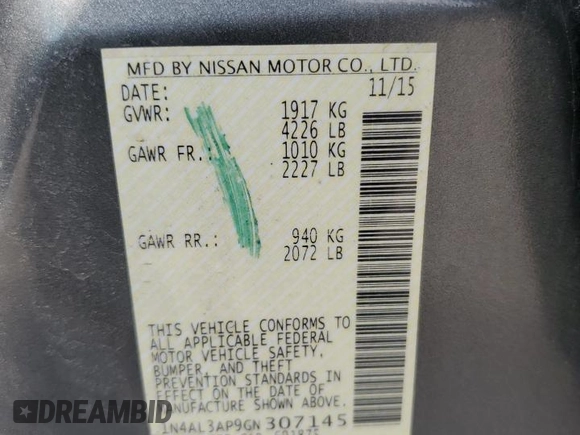 MFD BY NISSAN MOTOR CO., LTD.
DATE: 11/15
GVWR: 1917 KG
4226 LB
GAWR FR.: 1010 KG
2227 LB
GAWR RR.: 940 KG
2072 LB
THIS VEHICLE CONFORMS TO
ALL APPLICABLE FEDERAL
MOTOR VEHICLE SAFETY,
BUMPER, AND THEFT
PREVENTION STANDARDS IN
EFFECT ON THE DATE OF
MANUFACTURE SHOWN ABOVE.
1N4AL3AP9GN 307145
DREAMBID